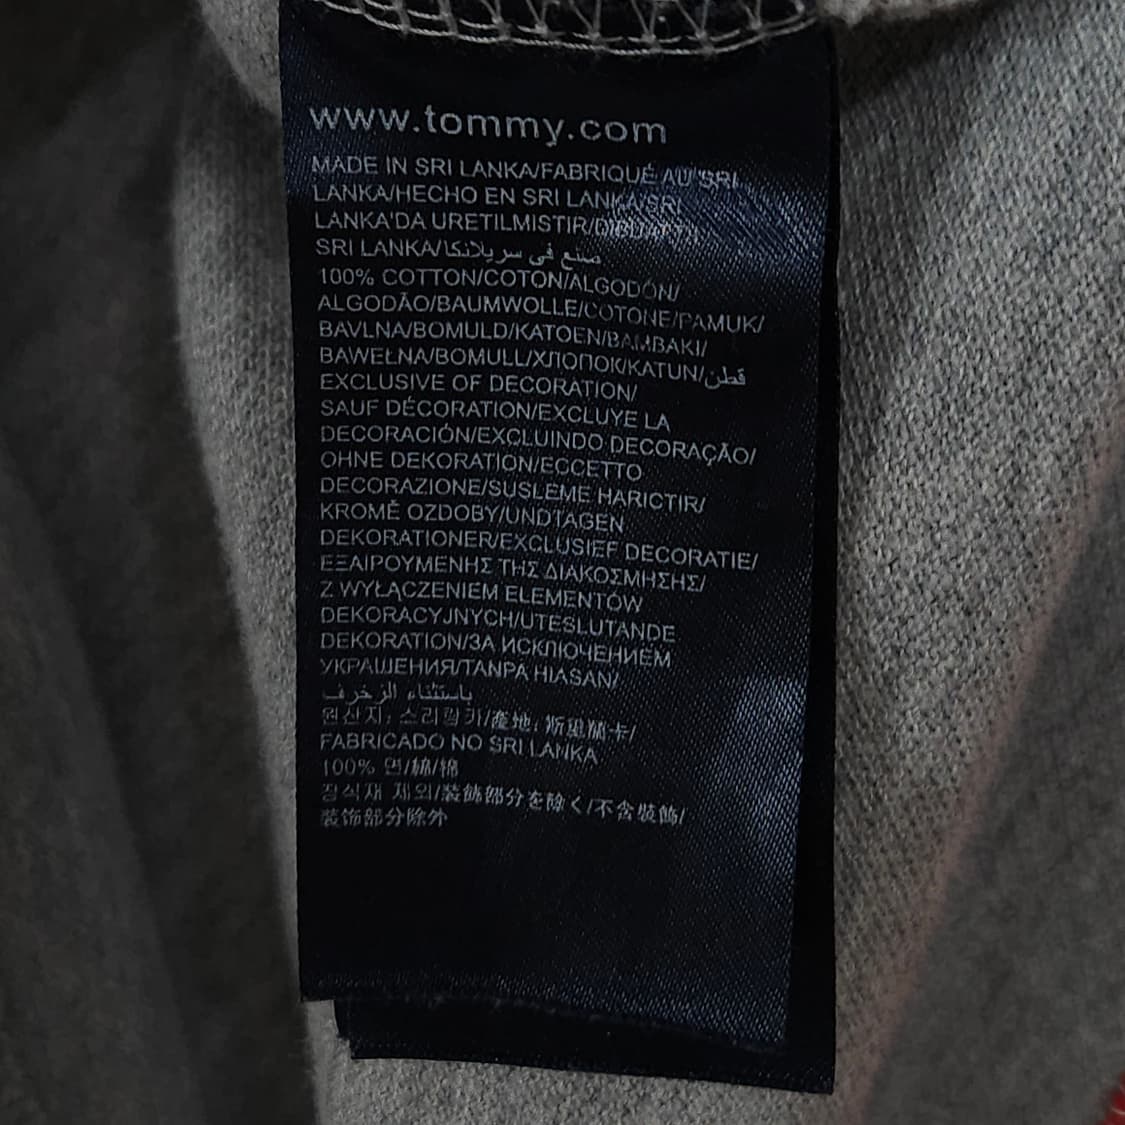 www.tommy.com
MADE IN SRI LANKA/FABRIQUÉ AU SRI
LANKA/HECHO EN SRI LANKA/SRI
LANKA'DA URETILMISTIR/DIBUAT DI
SRI LANKA/صنع في سريلانكا
100% COTTON/COTON/ALGODÓN/
ALGODÃO/BAUMWOLLE/COTONE/PAMUK/
BAVLNA/BOMULD/KATOEN/BAMBAKI/
BAWEŁNA/BOMULL/ХЛОПОК/KATUN/قطن
EXCLUSIVE OF DECORATION/
SAUF DÉCORATION/EXCLUYE LA
DECORACIÓN/EXCLUINDO DECORAÇÃO/
OHNE DEKORATION/ECCETTO
DECORAZIONE/SUSLEME HARICTIR/
KROMĚ OZDOBY/UNDTAGEN
DEKORATIONER/EXCLUSIEF DECORATIE/
ΕΞΑΙΡΟΥΜΕΝΗΣ ΤΗΣ ΔΙΑΚΟΣΜΗΣΗΣ/
Z WYŁĄCZENIEM ELEMENTÓW
DEKORACYJNYCH/UTESLUTANDE
DEKORATION/ЗА ИСКЛЮЧЕНИЕМ
УКРАШЕНИЯ/TANPA HIASAN/
باستثناء الزخرف
원산지: 스리랑카/產地: 斯里蘭卡/
FABRICADO NO SRI LANKA
100% 면/綿/棉
장식재 제외/装飾部分を除く/不含裝飾/
装饰部分除外